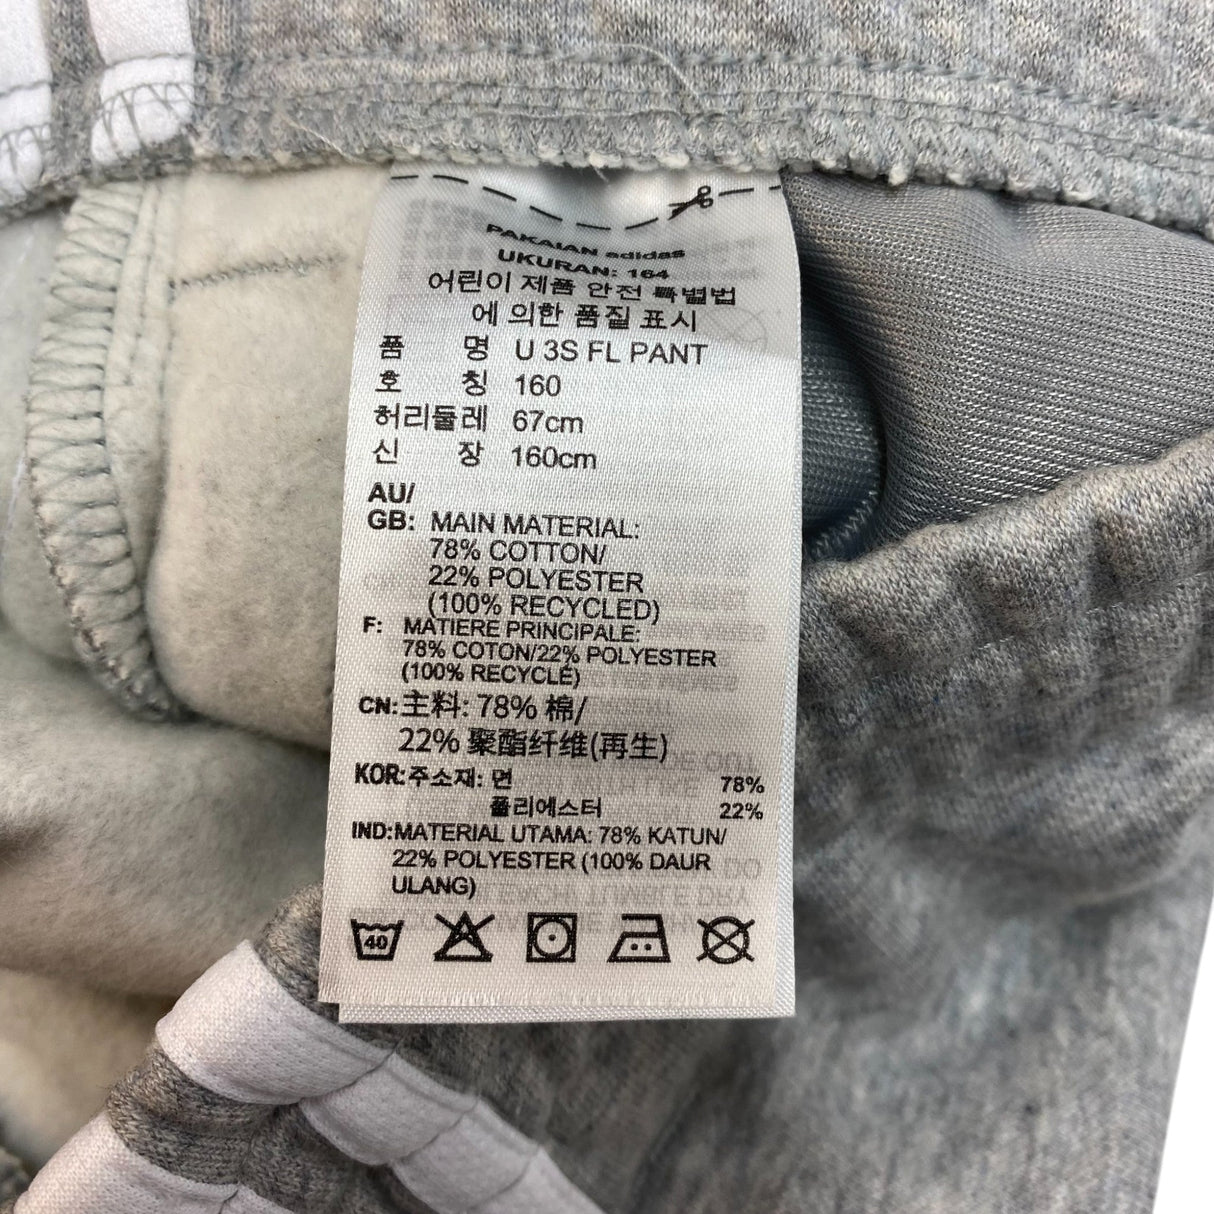 PAKAIAN adidas
UKURAN: 164
어린이 제품 안전 특별법
에 의한 품질 표시
품 명 U 3S FL PANT
호 칭 160
허리둘레 67cm
신 장 160cm
AU/
GB: MAIN MATERIAL:
78% COTTON/
22% POLYESTER
(100% RECYCLED)
F: MATIERE PRINCIPALE:
78% COTON/22% POLYESTER
(100% RECYCLÉ)
CN:主料: 78% 棉/
22% 聚酯纤维(再生)
KOR:주소재: 면 78%
폴리에스터 22%
IND:MATERIAL UTAMA: 78% KATUN/
22% POLYESTER (100% DAUR
ULANG)
40